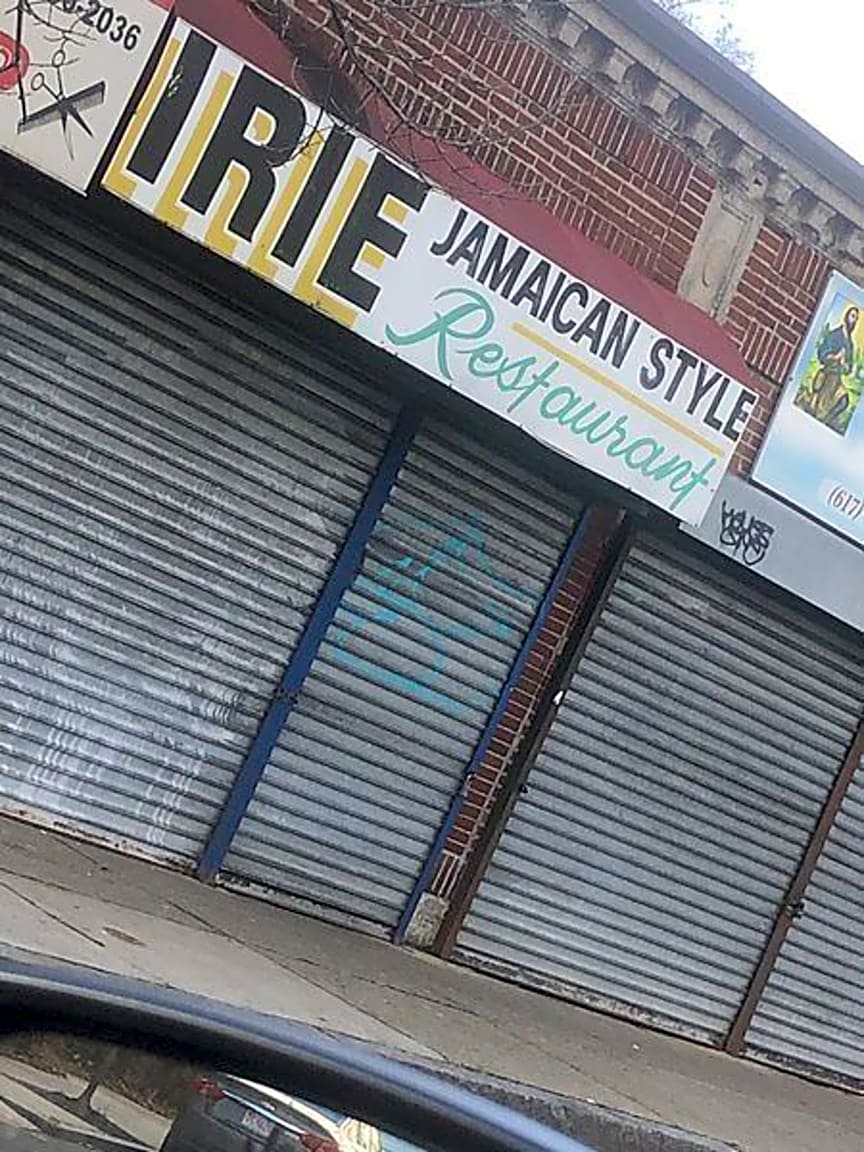 -2036
IRIE
JAMAICAN STYLE
Restaurant
(617)